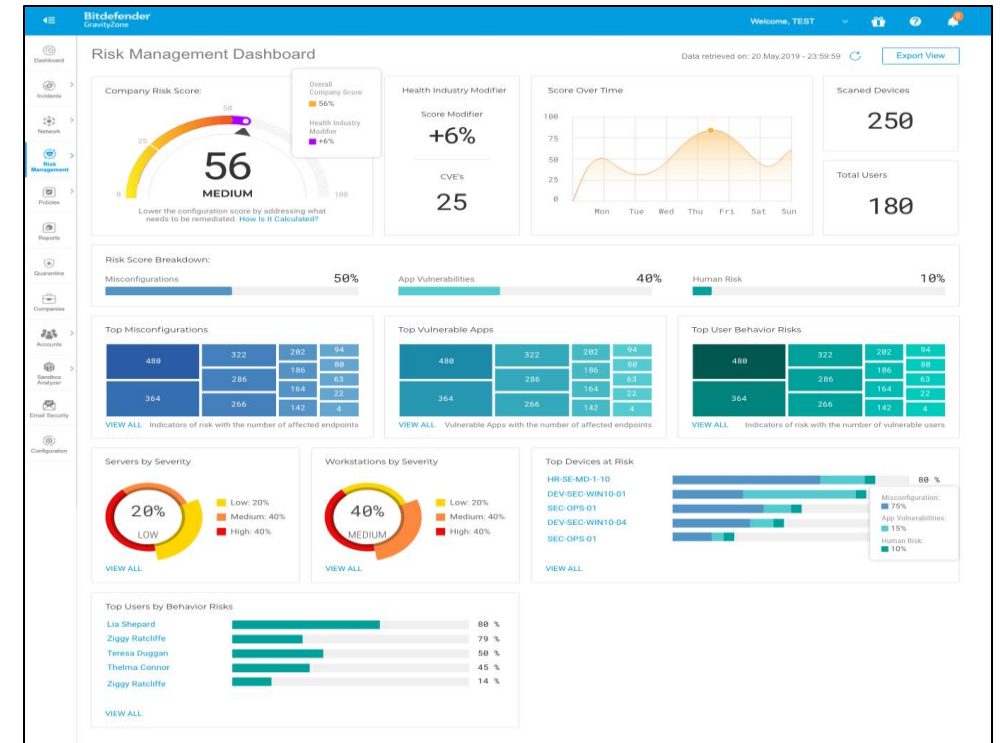 Bitdefender
GravityZone
Welcome, TEST
Dashboard
Incidents
Network
Risk
Management
Policies
Reports
Quarantine
Companies
Accounts
Sandbox
Analyzer
Email Security
Configuration
Risk Management Dashboard
Data retrieved on: 20.May.2019 - 23:59:59
Export View
Company Risk Score:
0
25
50
100
56
MEDIUM
Lower the configuration score by addressing what
needs to be remediated. How Is It Calculated?
Overall
Company Score:
56%
Health Industry
Modifier
+6%
Health Industry Modifier
Score Modifier
+6%
CVE's
25
Score Over Time
100
75
50
25
0
Mon Tue Wed Thu Fri Sat Sun
Scaned Devices
250
Total Users
180
Risk Score Breakdown:
Misconfigurations 50%
App Vulnerabilities 40%
Human Risk 10%
Top Misconfigurations
480
364
322
286
266
202
186
164
142
94
80
63
22
4
VIEW ALL Indicators of risk with the number of affected endpoints
Top Vulnerable Apps
480
364
322
286
266
202
186
164
142
94
80
63
22
4
VIEW ALL Vulnerable Apps with the number of affected endpoints
Top User Behavior Risks
480
364
322
286
266
202
186
164
142
94
80
63
22
4
VIEW ALL Indicators of risk with the number of vulnerable users
Servers by Severity
20%
LOW
Low: 20%
Medium: 40%
High: 40%
VIEW ALL
Workstations by Severity
40%
MEDIUM
Low: 20%
Medium: 40%
High: 40%
VIEW ALL
Top Devices at Risk
HR-SE-MD-1-10 80 %
DEV-SEC-WIN10-01
SEC-OPS-01
DEV-SEC-WIN10-04
SEC-OPS-01
Misconfiguration:
75%
App Vulnerabilities:
15%
Human Risk:
10%
VIEW ALL
Top Users by Behavior Risks
Lia Shepard 80 %
Ziggy Ratcliffe 79 %
Teresa Duggan 50 %
Thelma Connor 45 %
Ziggy Ratcliffe 14 %
VIEW ALL